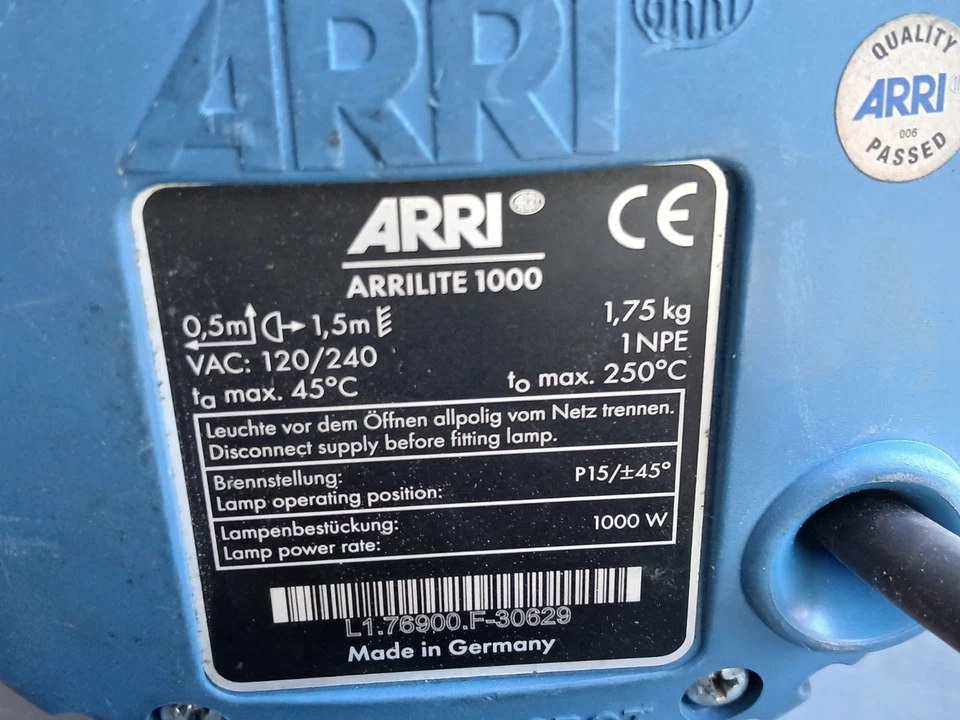 ARRI
ARRI
QUALITY
ARRI
006
PASSED
ARRI
CE
ARRILITE 1000
0,5m 1,5m
1,75 kg
VAC: 120/240
1NPE
ta max. 45°C
to max. 250°C
Leuchte vor dem Öffnen allpolig vom Netz trennen.
Disconnect supply before fitting lamp.
Brennstellung:
P15/±45°
Lamp operating position:
Lampenbestückung:
1000 W
Lamp power rate:
L1.76900.F-30629
Made in Germany